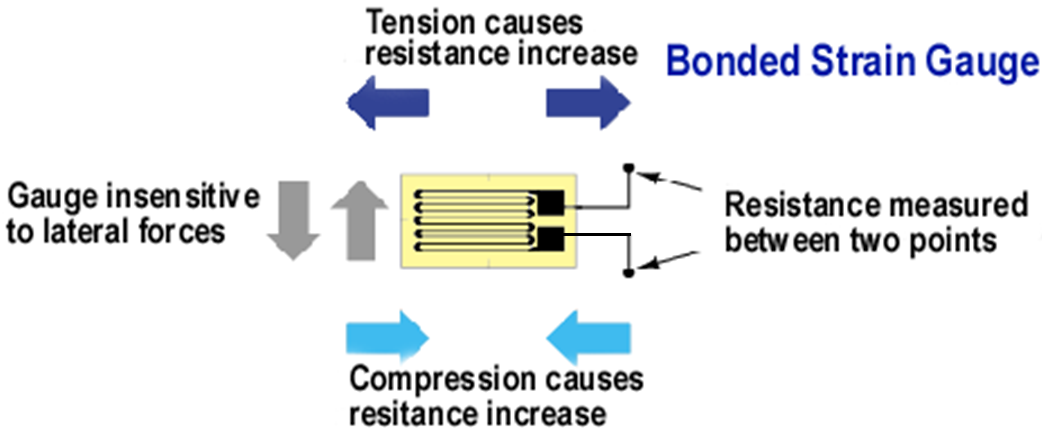 Tension causes
resistance increase
Bonded Strain Gauge
Gauge insensitive
to lateral forces
Resistance measured
between two points
Compression causes
resitance increase